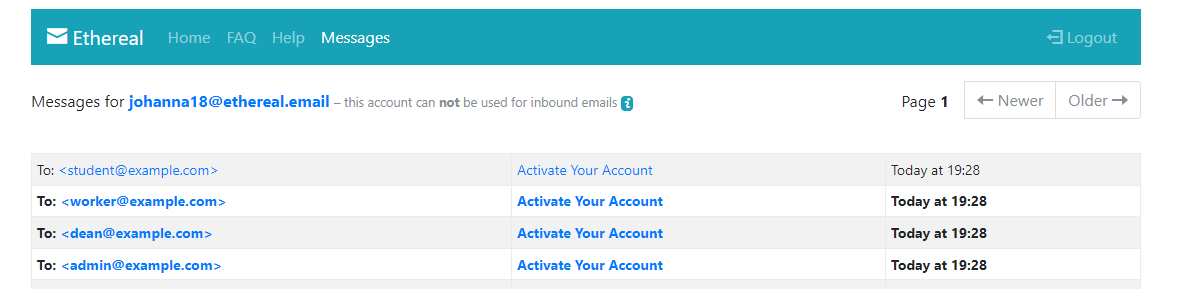 Ethereal Home FAQ Help Messages Logout
Messages for johanna18@ethereal.email – this account can not be used for inbound emails i Page 1 ← Newer Older →
To: <student@example.com> Activate Your Account Today at 19:28
To: <worker@example.com> Activate Your Account Today at 19:28
To: <dean@example.com> Activate Your Account Today at 19:28
To: <admin@example.com> Activate Your Account Today at 19:28